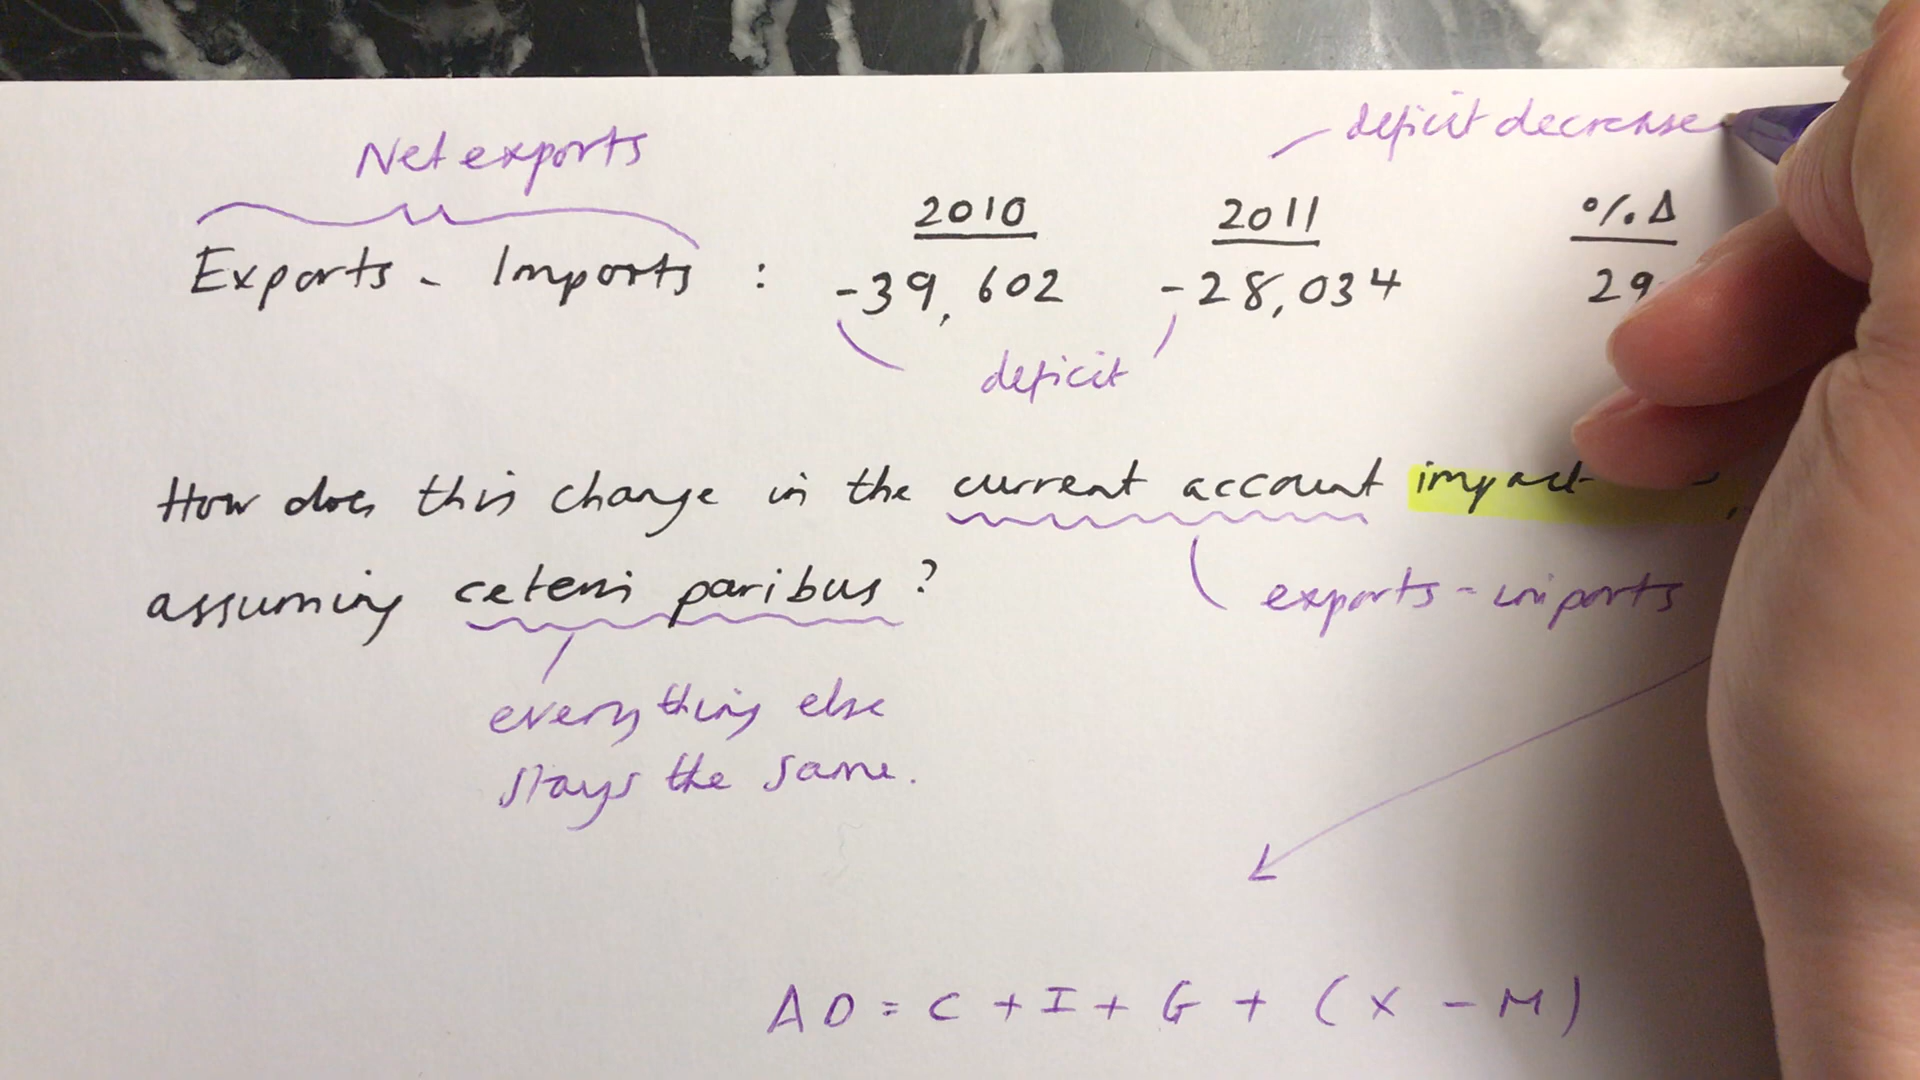 Net exports
deficit decrease
2010 2011 %Δ
Exports - Imports : -39,602 -28,034 29
deficit
How does this change in the current account impact
assuming ceteris paribus ?
exports - imports
everything else
stays the same.
AD = C + I + G + (X - M)